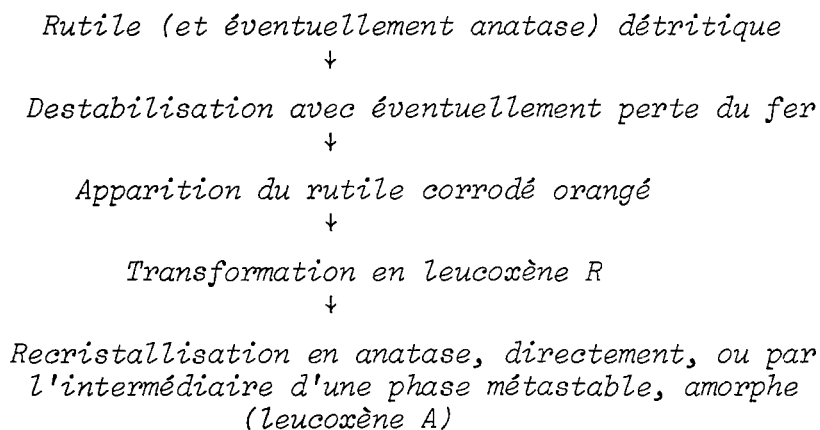 Rutile (et éventuellement anatase) détritique
↓
Destabilisation avec éventuellement perte du fer
↓
Apparition du rutile corrodé orangé
↓
Transformation en leucoxène R
↓
Recristallisation en anatase, directement, ou par
l'intermédiaire d'une phase métastable, amorphe
(leucoxène A)